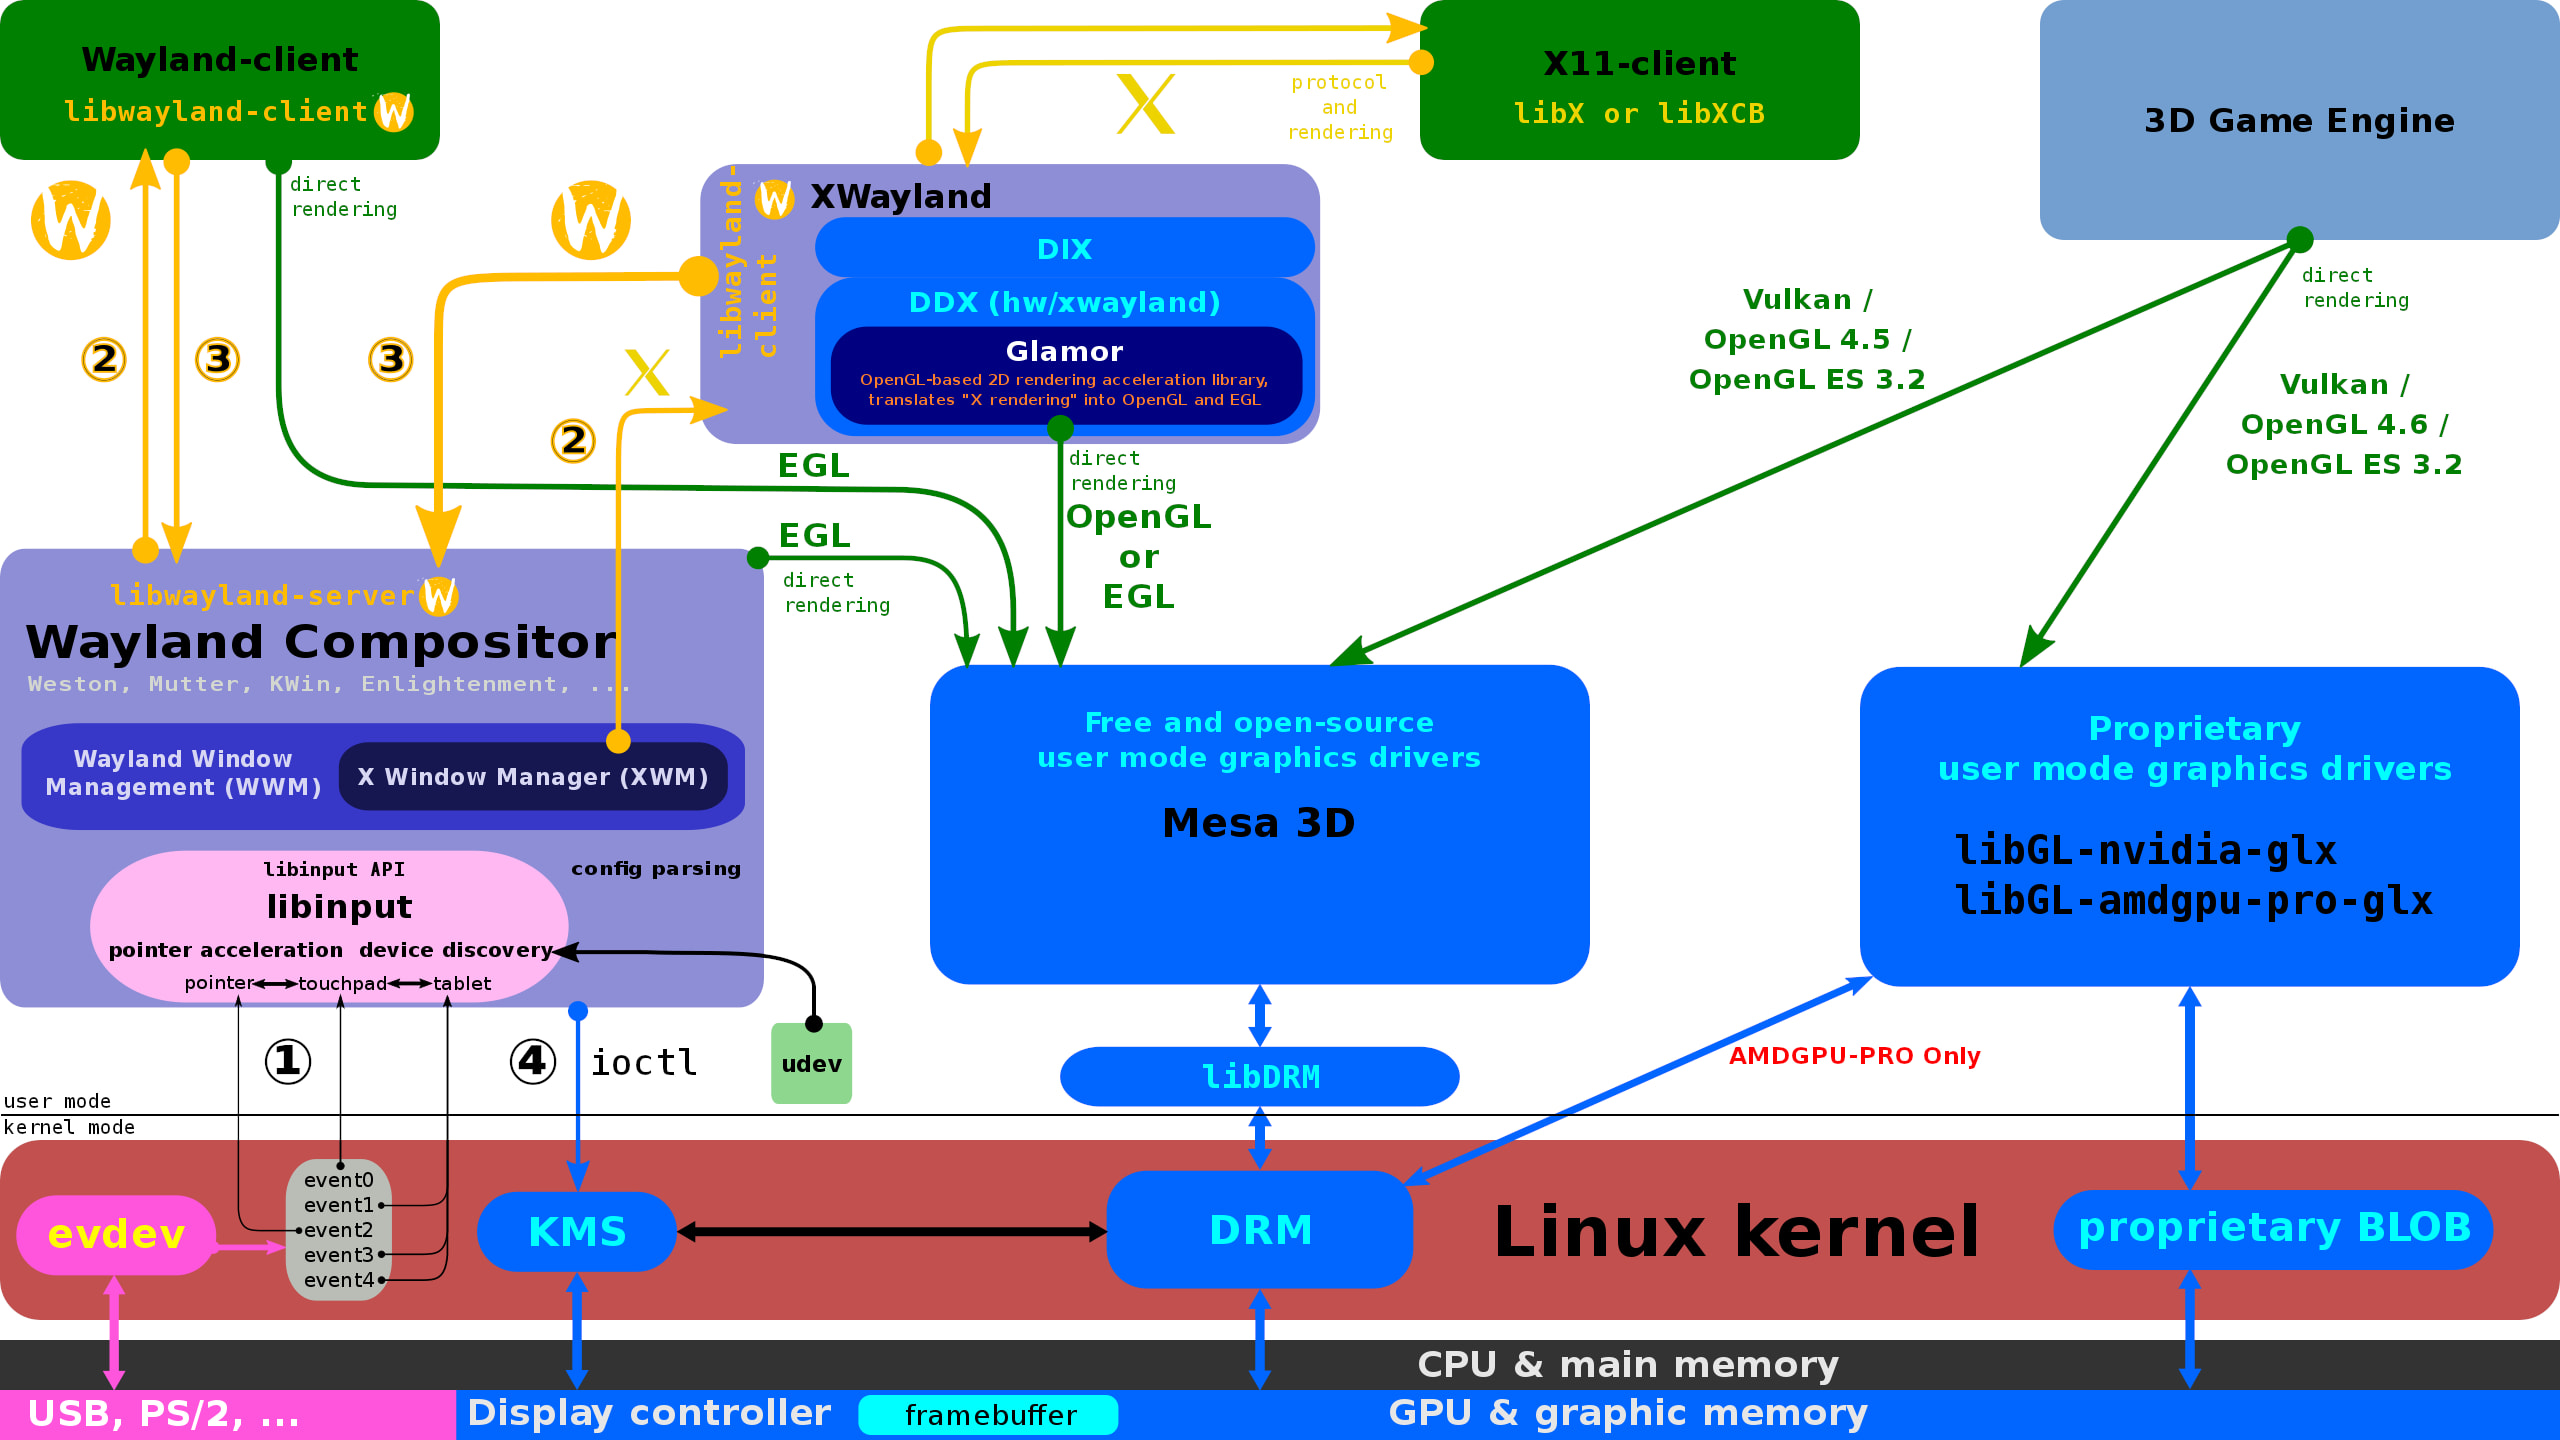 Wayland-client
libwayland-client
W
direct
rendering
W
②
③
W
③
X
②
X
protocol
and
rendering
X11-client
libX or libXCB
3D Game Engine
direct
rendering
libwayland-
client
W
XWayland
DIX
DDX (hw/xwayland)
Glamor
OpenGL-based 2D rendering acceleration library,
translates "X rendering" into OpenGL and EGL
Vulkan /
OpenGL 4.5 /
OpenGL ES 3.2
Vulkan /
OpenGL 4.6 /
OpenGL ES 3.2
EGL
direct
rendering
OpenGL
or
EGL
EGL
direct
rendering
libwayland-server
W
Wayland Compositor
Weston, Mutter, KWin, Enlightenment, ...
Wayland Window
Management (WWM)
X Window Manager (XWM)
libinput API
config parsing
libinput
pointer acceleration device discovery
pointer
touchpad
tablet
Free and open-source
user mode graphics drivers
Mesa 3D
Proprietary
user mode graphics drivers
libGL-nvidia-glx
libGL-amdgpu-pro-glx
①
④
ioctl
udev
libDRM
AMDGPU-PRO Only
user mode
kernel mode
evdev
event0
event1
event2
event3
event4
KMS
DRM
Linux kernel
proprietary BLOB
CPU & main memory
USB, PS/2, ...
Display controller
framebuffer
GPU & graphic memory